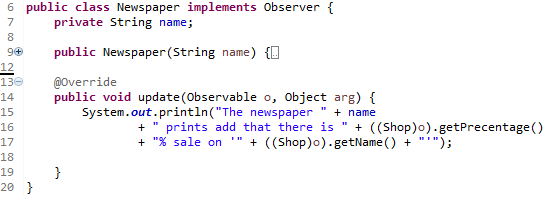 6 public class Newspaper implements Observer {
7     private String name;
8
9     public Newspaper(String name) {
12
13     @Override
14     public void update(Observable o, Object arg) {
15         System.out.println("The newspaper " + name
16                 + " prints add that there is " + ((Shop)o).getPrecentage()
17                 + "% sale on '" + ((Shop)o).getName() + "'");
18
19     }
20 }